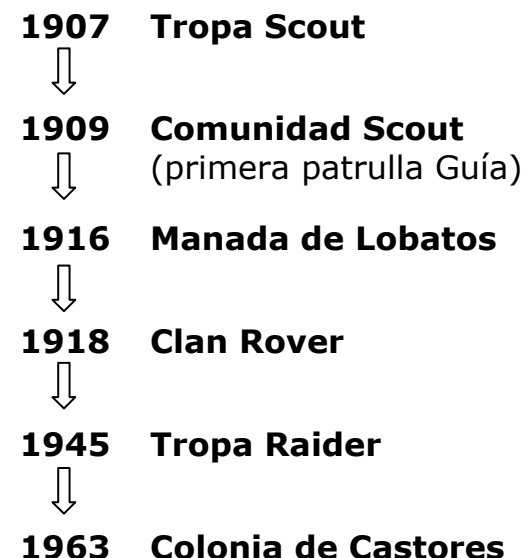 1907 Tropa Scout
1909 Comunidad Scout
(primera patrulla Guía)
1916 Manada de Lobatos
1918 Clan Rover
1945 Tropa Raider
1963 Colonia de Castores